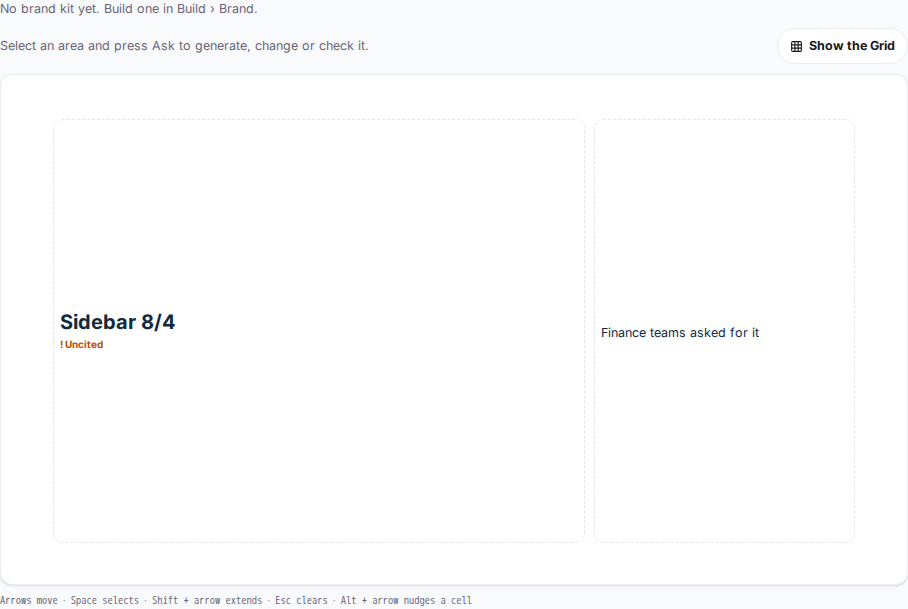 No brand kit yet. Build one in Build › Brand.
Select an area and press Ask to generate, change or check it.
Show the Grid
Sidebar 8/4
! Uncited
Finance teams asked for it
Arrows move · Space selects · Shift + arrow extends · Esc clears · Alt + arrow nudges a cell